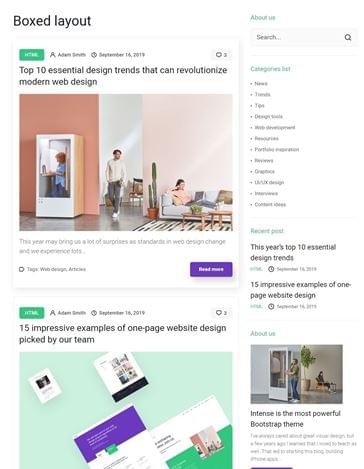 Boxed layout
HTML Adam Smith September 16, 2019 3
Top 10 essential design trends that can revolutionize
modern web design
This year may bring us a lot of surprises as standards in web design change
and we experience lots...
Tags: Web design, Articles
Read more
HTML Adam Smith September 16, 2019 3
15 impressive examples of one-page website design
picked by our team
About us
Search...
Categories list
News
Trends
Tips
Design tools
Web development
Resources
Portfolio inspiration
Reviews
Graphics
UI/UX design
Interviews
Content ideas
Recent post
This year's top 10 essential
design trends
HTML September 16, 2019
15 impressive examples of one-
page website design
HTML September 16, 2019
About us
Intense is the most powerful
Bootstrap theme
I've always cared about great visual design, but
a few years ago I learned that I loved to teach as
well. That led to starting this blog, building
iPhone apps...